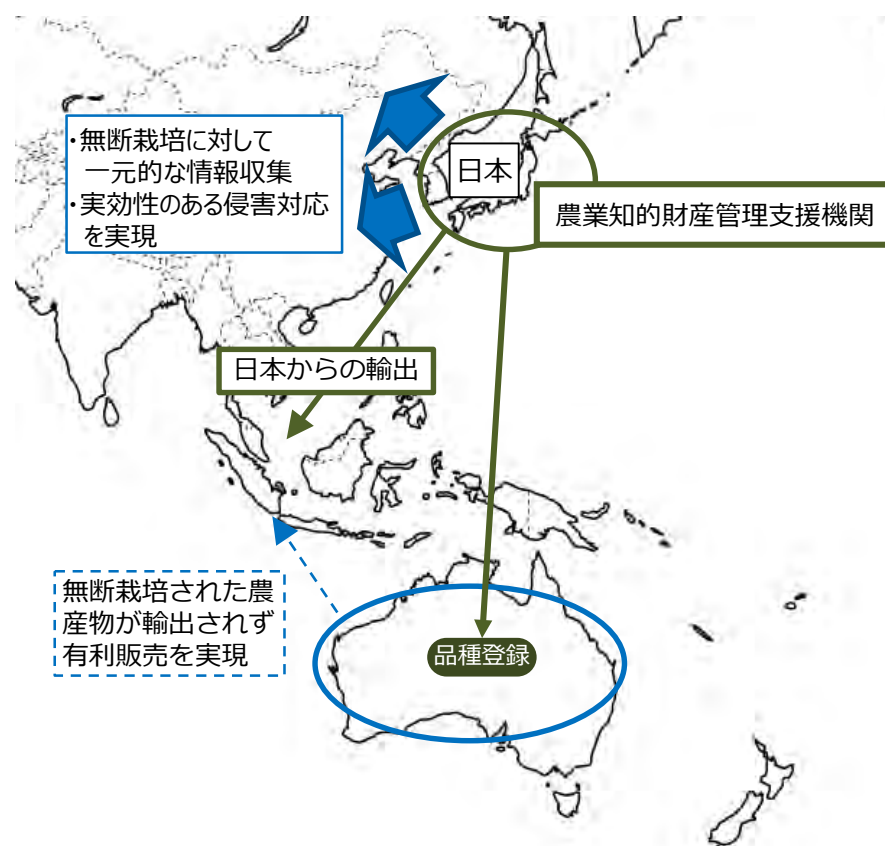 ・無断栽培に対して
一元的な情報収集
・実効性のある侵害対応
を実現
日本
農業知的財産管理支援機関
日本からの輸出
無断栽培された農
産物が輸出されず
有利販売を実現
品種登録